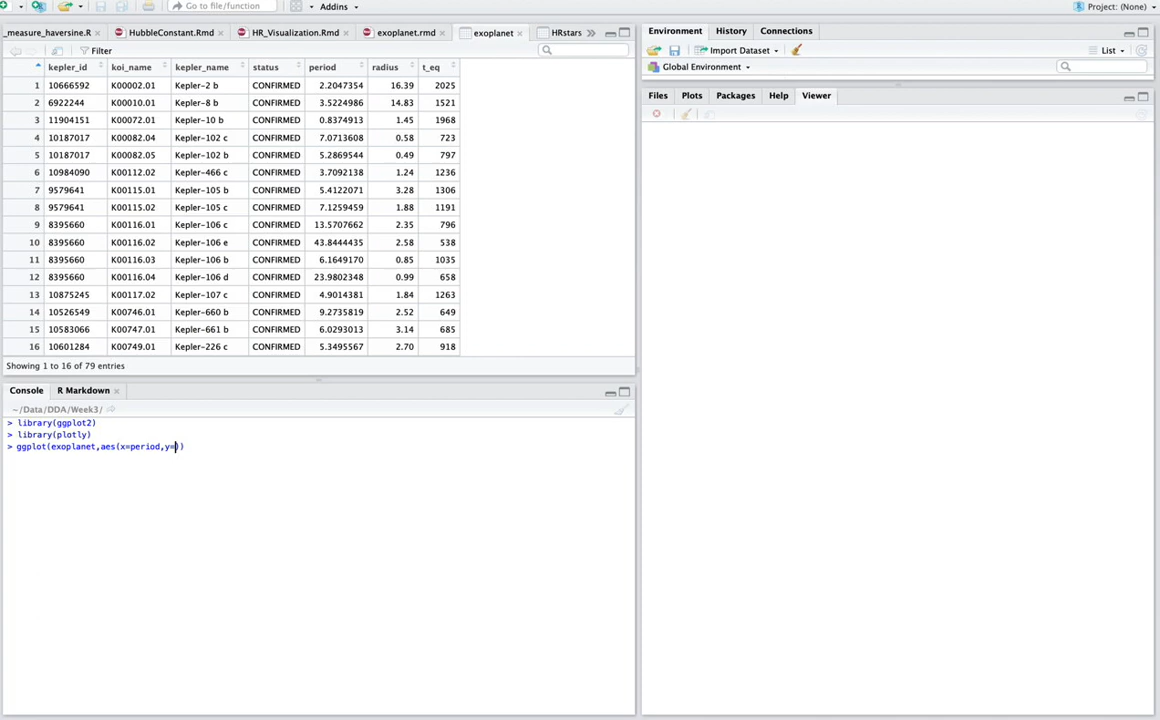 Go to file/function Addins Project: (None)
_measure_haversine.R HubbleConstant.Rmd HR_Visualization.Rmd exoplanet.rmd exoplanet HRstars
Filter
kepler_id koi_name kepler_name status period radius t_eq
1 10666592 K00002.01 Kepler-2 b CONFIRMED 2.2047354 16.39 2025
2 6922244 K00010.01 Kepler-8 b CONFIRMED 3.5224986 14.83 1521
3 11904151 K00072.01 Kepler-10 b CONFIRMED 0.8374913 1.45 1968
4 10187017 K00082.04 Kepler-102 c CONFIRMED 7.0713608 0.58 723
5 10187017 K00082.05 Kepler-102 b CONFIRMED 5.2869544 0.49 797
6 10984090 K00112.02 Kepler-466 c CONFIRMED 3.7092138 1.24 1236
7 9579641 K00115.01 Kepler-105 b CONFIRMED 5.4122071 3.28 1306
8 9579641 K00115.02 Kepler-105 c CONFIRMED 7.1259459 1.88 1191
9 8395660 K00116.01 Kepler-106 c CONFIRMED 13.5707662 2.35 796
10 8395660 K00116.02 Kepler-106 e CONFIRMED 43.8444435 2.58 538
11 8395660 K00116.03 Kepler-106 b CONFIRMED 6.1649170 0.85 1035
12 8395660 K00116.04 Kepler-106 d CONFIRMED 23.9802348 0.99 658
13 10875245 K00117.02 Kepler-107 c CONFIRMED 4.9014381 1.84 1263
14 10526549 K00746.01 Kepler-660 b CONFIRMED 9.2735819 2.52 649
15 10583066 K00747.01 Kepler-661 b CONFIRMED 6.0293013 3.14 685
16 10601284 K00749.01 Kepler-226 c CONFIRMED 5.3495567 2.70 918
Showing 1 to 16 of 79 entries
Console R Markdown
~/Data/DDA/Week3/
> library(ggplot2)
> library(plotly)
> ggplot(exoplanet,aes(x=period,y=))
Environment History Connections
Import Dataset List
Global Environment
Files Plots Packages Help Viewer